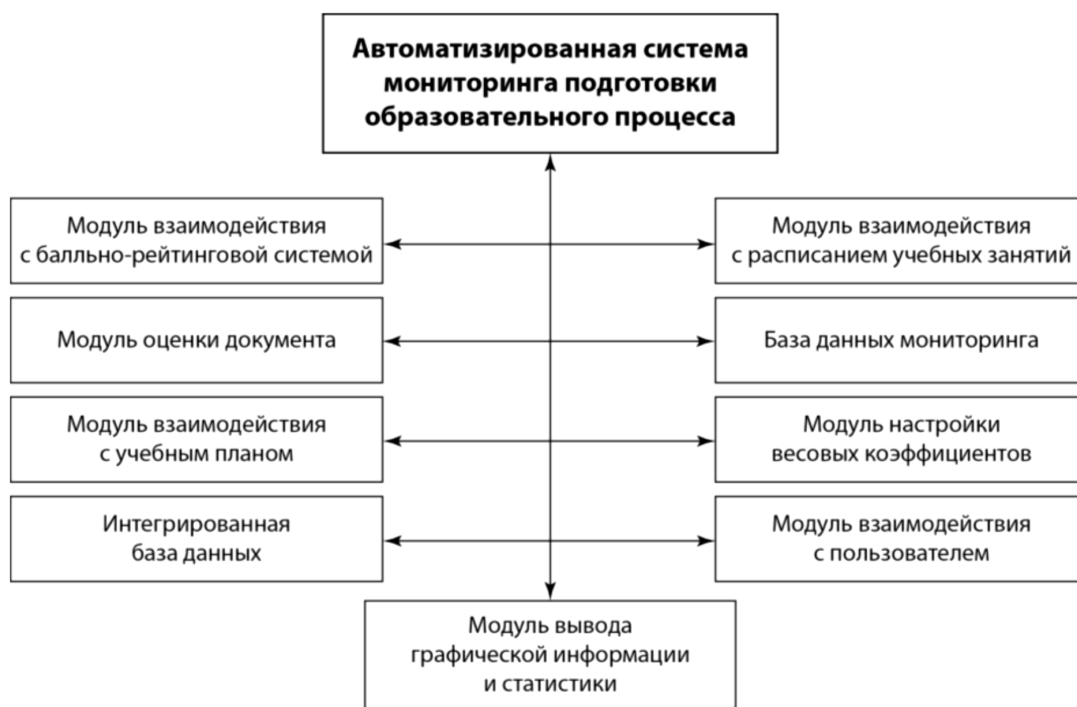 Автоматизированная система
мониторинга подготовки
образовательного процесса
Модуль взаимодействия
с балльно-рейтинговой системой
Модуль взаимодействия
с расписанием учебных занятий
Модуль оценки документа
База данных мониторинга
Модуль взаимодействия
с учебным планом
Модуль настройки
весовых коэффициентов
Интегрированная
база данных
Модуль взаимодействия
с пользователем
Модуль вывода
графической информации
и статистики